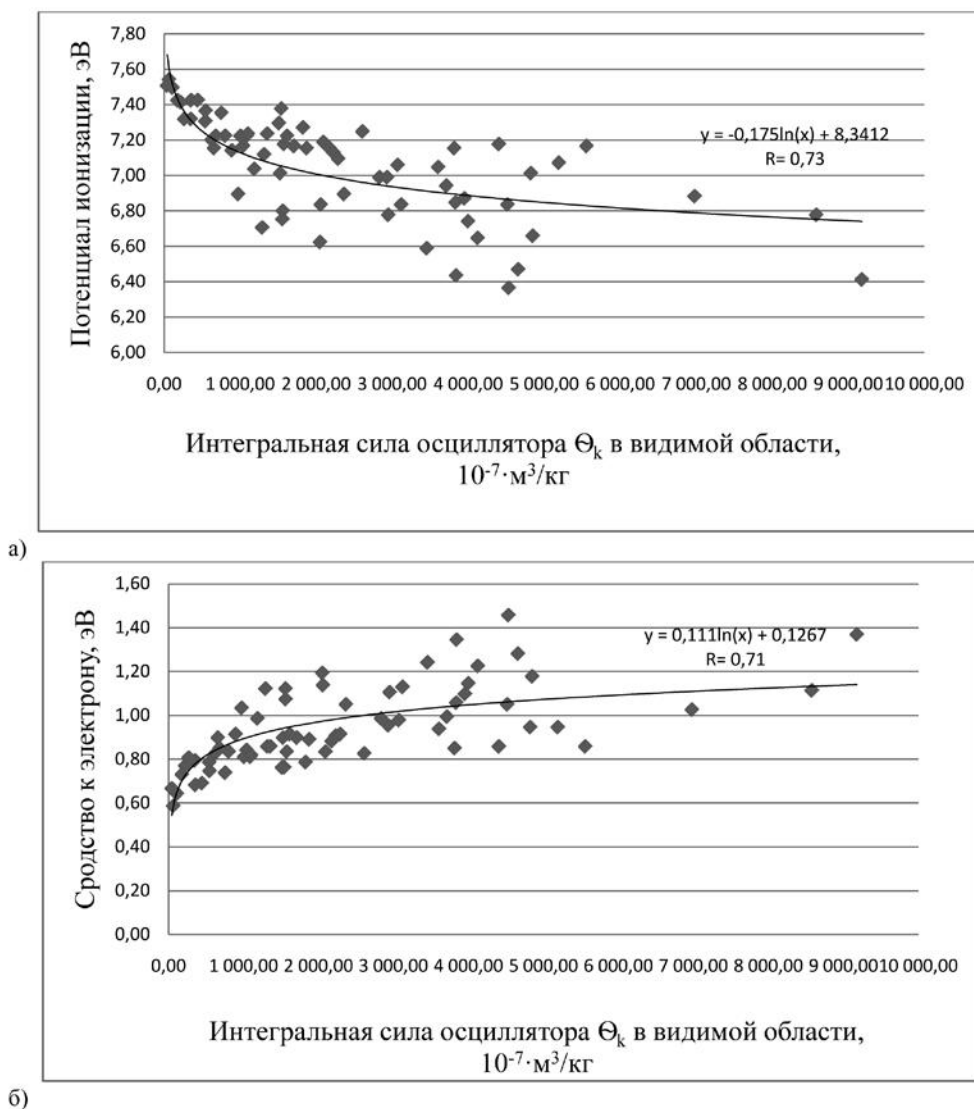 7,80
7,60
7,40
7,20
7,00
6,80
6,60
6,40
6,20
6,00
Потенциал ионизации, эВ
y = -0,175ln(x) + 8,3412
R= 0,73
0,00 1 000,00 2 000,00 3 000,00 4 000,00 5 000,00 6 000,00 7 000,00 8 000,00 9 000,00 10 000,00
Интегральная сила осциллятора Θk в видимой области,
10⁻⁷·м³/кг
а)
1,60
1,40
1,20
1,00
0,80
0,60
0,40
0,20
0,00
Сродство к электрону, эВ
y = 0,111ln(x) + 0,1267
R= 0,71
0,00 1 000,00 2 000,00 3 000,00 4 000,00 5 000,00 6 000,00 7 000,00 8 000,00 9 000,00 10 000,00
Интегральная сила осциллятора Θk в видимой области,
10⁻⁷·м³/кг
б)